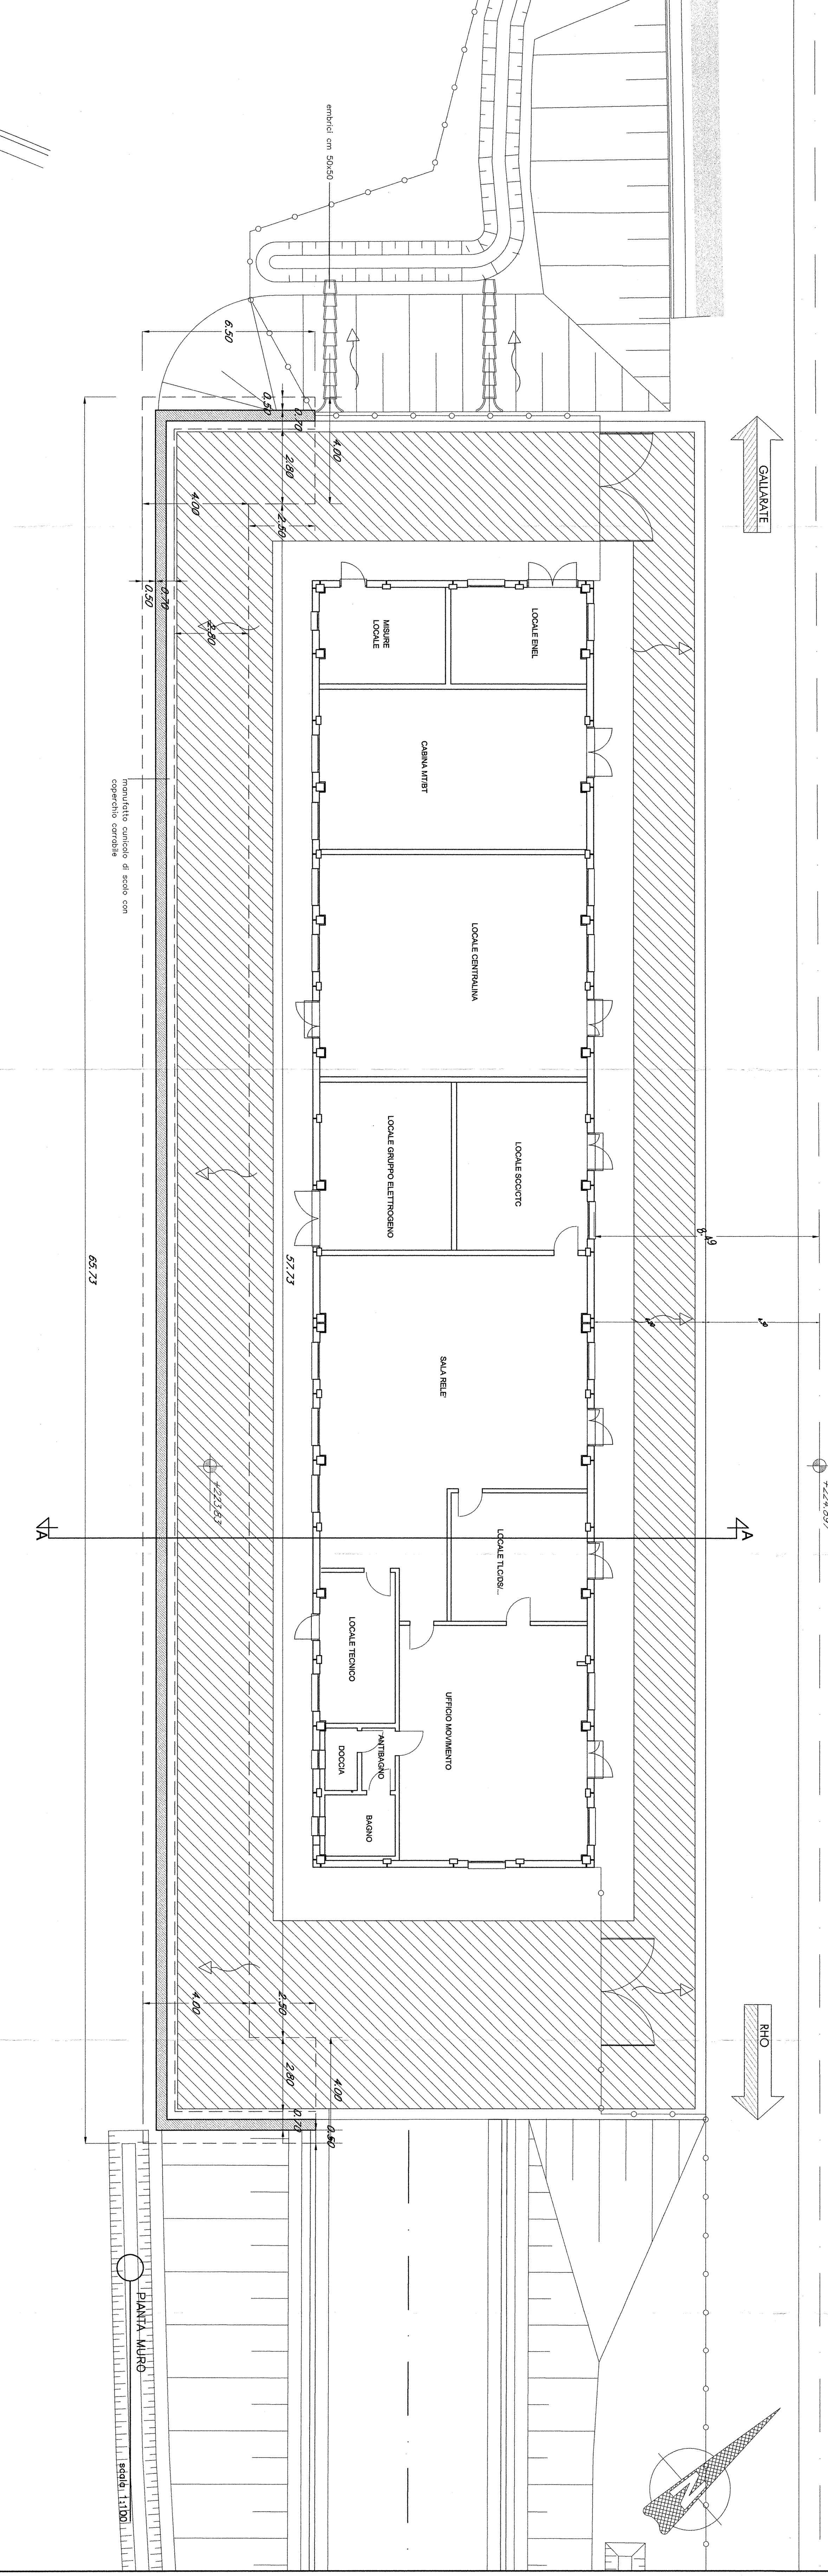 GALLARATE
RHO
embrici cm 50x50
6.50
0.50
0.70
4.00
2.80
4.00
2.50
0.50
0.70
2.80
LOCALE ENEL
MISURE
LOCALE
CABINA MT/BT
LOCALE CENTRALINA
LOCALE SCC/CTC
LOCALE GRUPPO ELETTROGENO
SALA RELE'
LOCALE TLC/DS/...
LOCALE TECNICO
UFFICIO MOVIMENTO
ANTIBAGNO
DOCCIA
BAGNO
manufatto cunicolo di scolo con
coperchio carrabile
8.49
57.73
65.73
+223.83
A
A
4.00
2.50
2.80
4.00
0.70
0.50
PIANTA MURO
scala 1:100